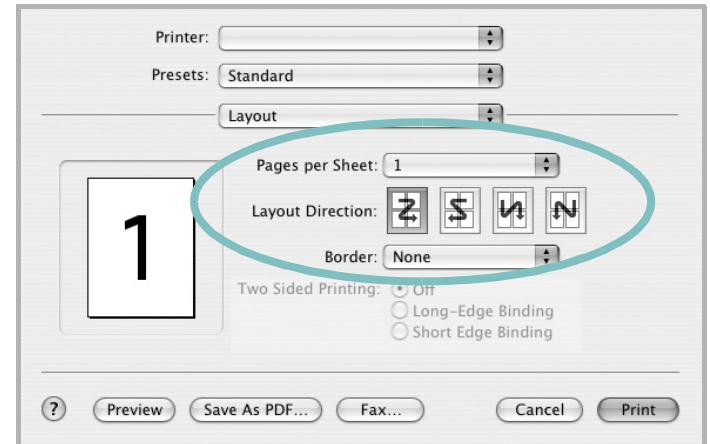 Printer:
Presets: Standard
Layout
Pages per Sheet: 1
Layout Direction:
Border: None
Two Sided Printing: Off
Long-Edge Binding
Short Edge Binding
1
? Preview Save As PDF... Fax... Cancel Print